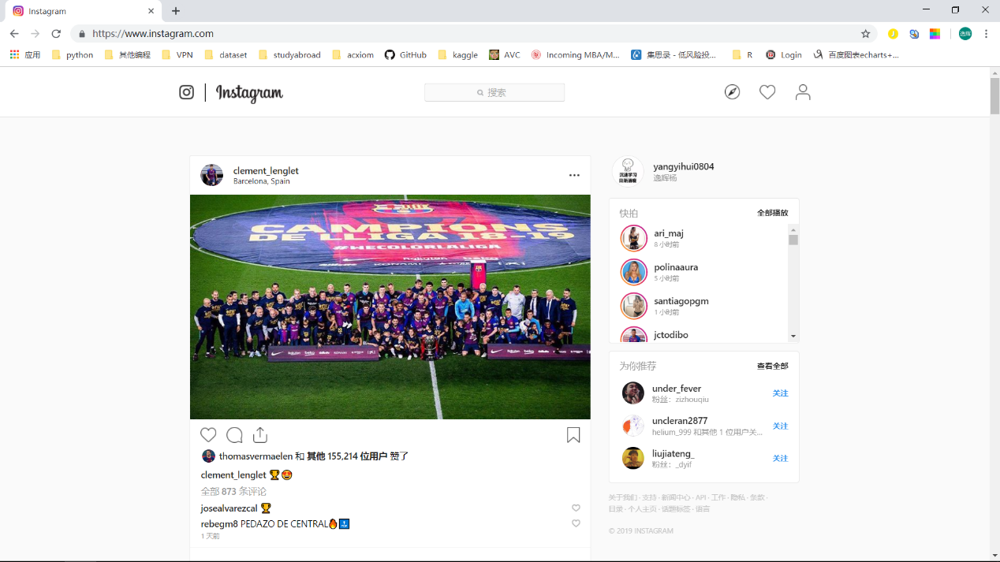 Instagram
https://www.instagram.com
应用
python
其他编程
VPN
dataset
studyabroad
acxiom
GitHub
kaggle
AVC
Incoming MBA/M...
集思录 - 低风险投...
R
Login
百度图表echarts+...
Instagram
搜索
clement_lenglet
Barcelona, Spain
CAMPIONS
DE LLIGA 18-19
#HECOLORLALIGA
thomasvermaelen 和 其他 155,214 位用户 赞了
clement_lenglet 🏆😍
全部 873 条评论
josealvarezcal 🏆
rebegm8 PEDAZO DE CENTRAL🔥🔝
1 天前
yangyihui0804
逸辉杨
快拍 全部播放
ari_maj
8 小时前
polinaaura
5 小时前
santiagopgm
1 小时前
jctodibo
为你推荐 查看全部
under_fever 关注
粉丝：zizhouqiu
uncleran2877 关注
helium_999 和其他 1 位用户关...
liujiateng_ 关注
粉丝：_dyif
关于我们 · 支持 · 新闻中心 · API · 工作 · 隐私 · 条款 ·
目录 · 个人主页 · 话题标签 · 语言
© 2019 INSTAGRAM